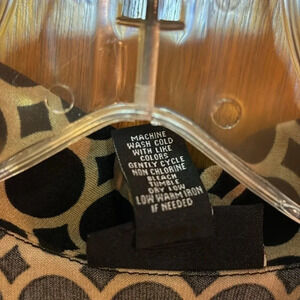 MACHINE
WASH COLD
WITH LIKE
COLORS
GENTLY CYCLE
NON CHLORINE
BLEACH
TUMBLE
DRY LOW
LOW WARM IRON
IF NEEDED